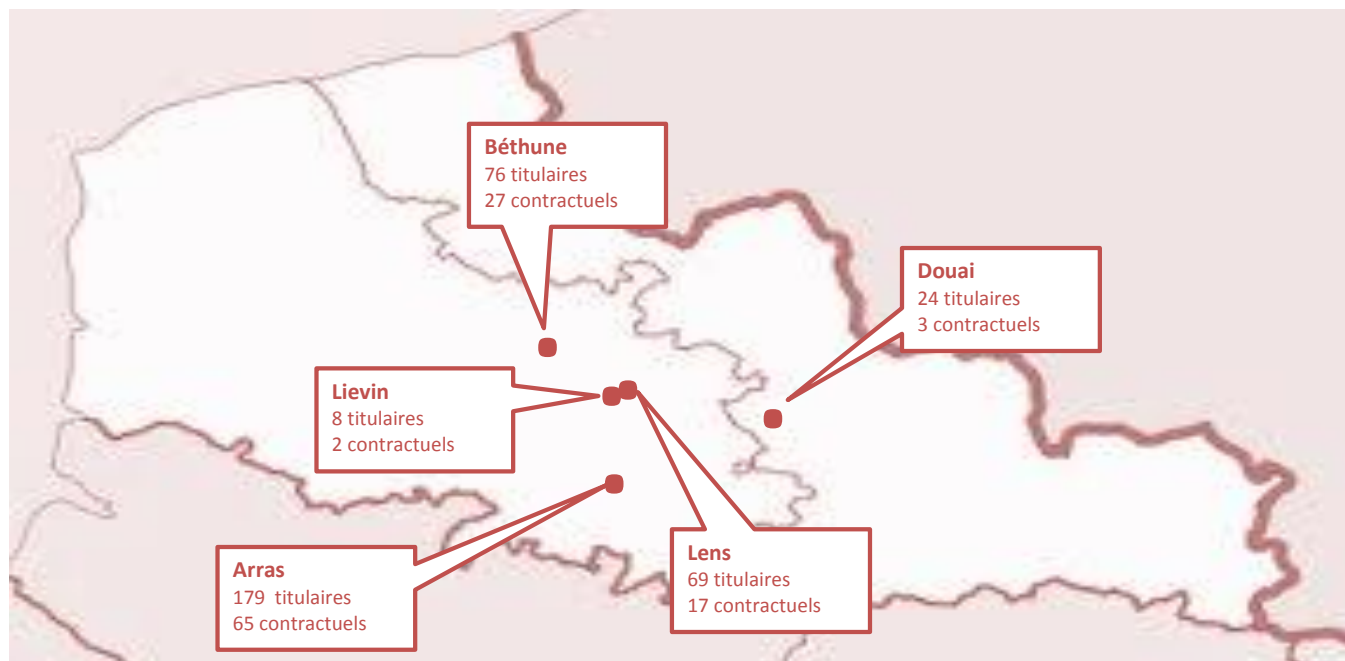 Béthune
76 titulaires
27 contractuels
Douai
24 titulaires
3 contractuels
Lievin
8 titulaires
2 contractuels
Arras
179 titulaires
65 contractuels
Lens
69 titulaires
17 contractuels